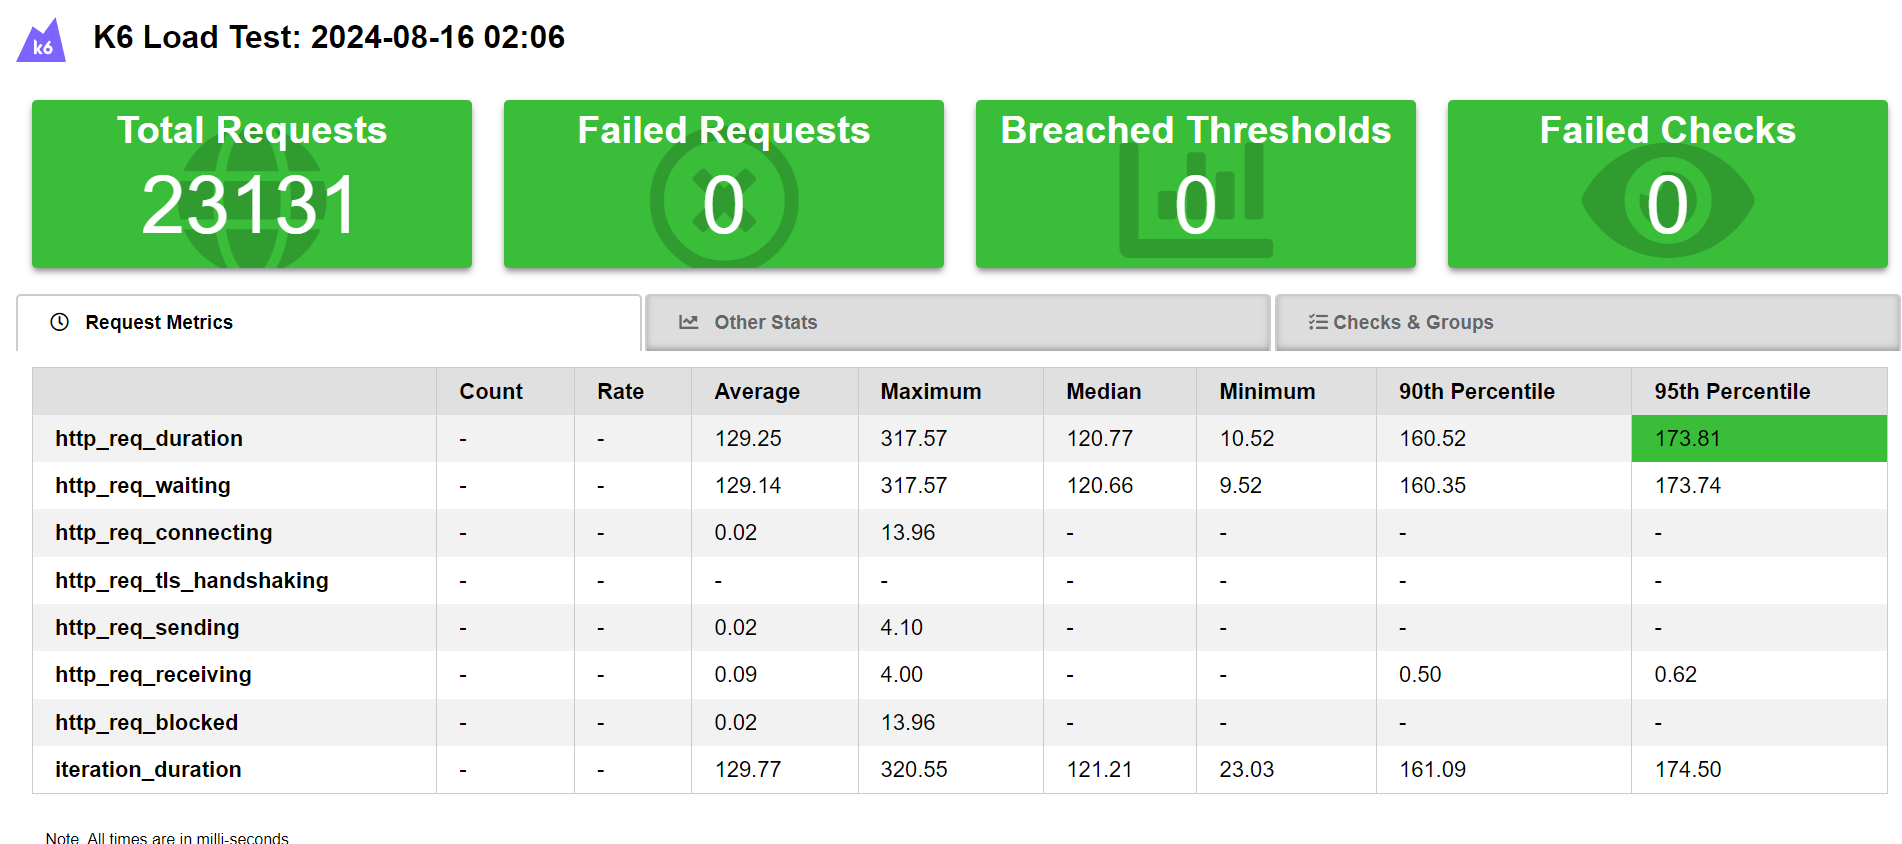 k6
K6 Load Test: 2024-08-16 02:06
Total Requests
23131
Failed Requests
0
Breached Thresholds
0
Failed Checks
0
Request Metrics
Other Stats
Checks & Groups
Count Rate Average Maximum Median Minimum 90th Percentile 95th Percentile
http_req_duration - - 129.25 317.57 120.77 10.52 160.52 173.81
http_req_waiting - - 129.14 317.57 120.66 9.52 160.35 173.74
http_req_connecting - - 0.02 13.96 - - - -
http_req_tls_handshaking - - - - - - - -
http_req_sending - - 0.02 4.10 - - - -
http_req_receiving - - 0.09 4.00 - - 0.50 0.62
http_req_blocked - - 0.02 13.96 - - - -
iteration_duration - - 129.77 320.55 121.21 23.03 161.09 174.50
Note. All times are in milli-seconds